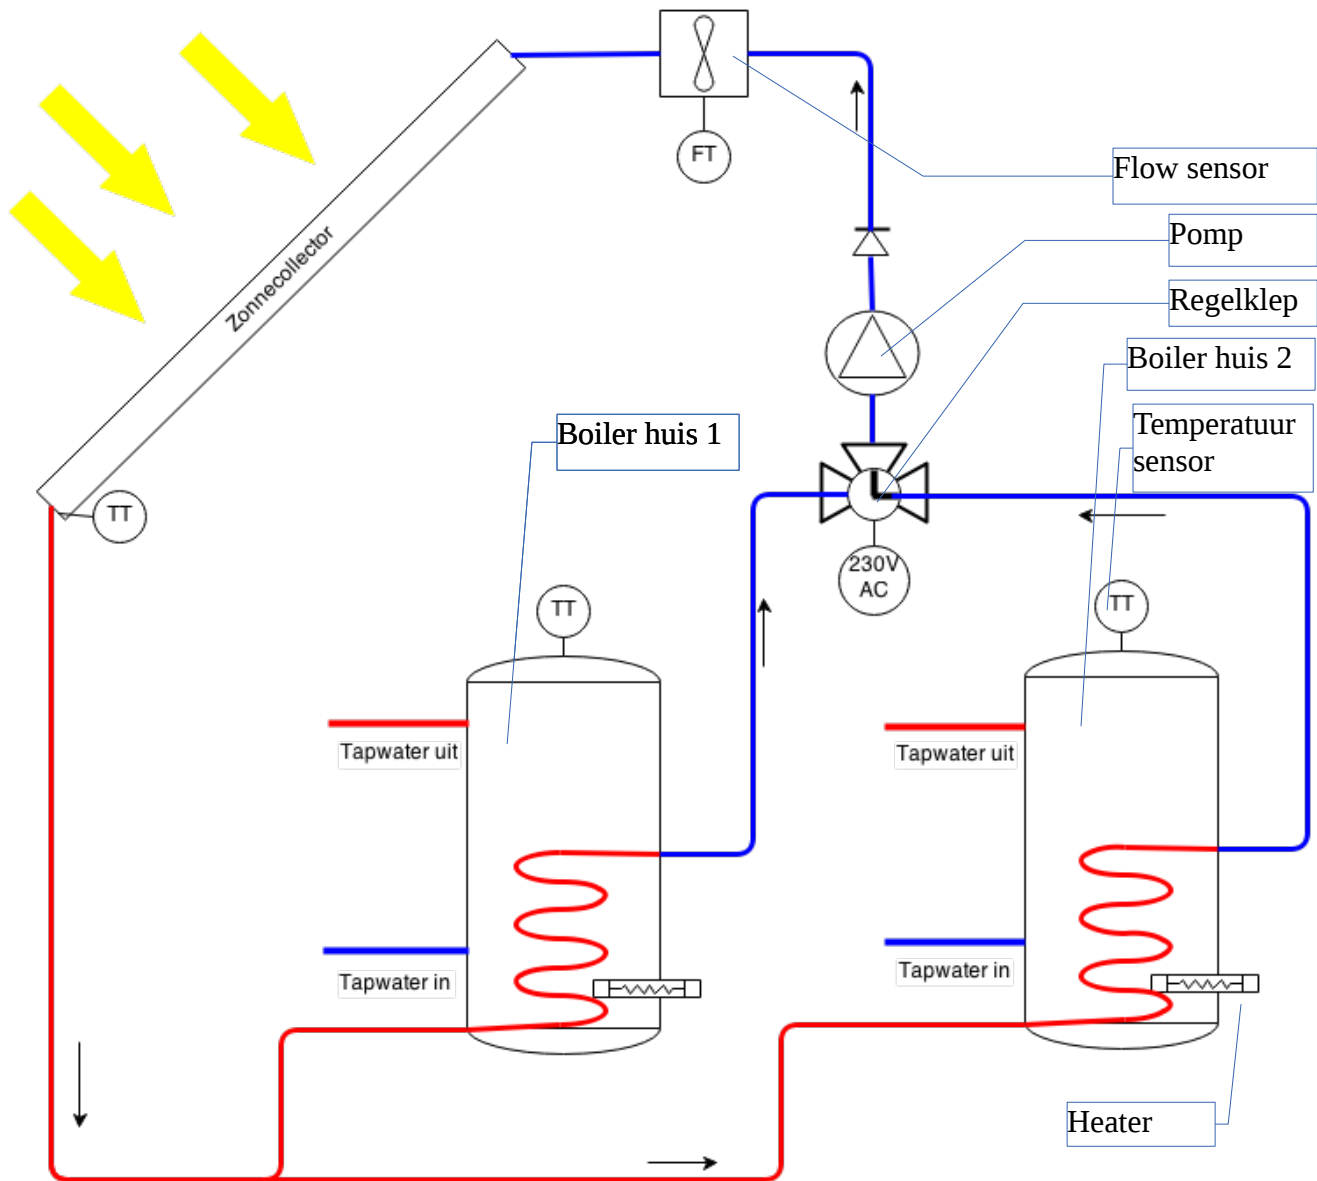 FT
Flow sensor
Pomp
Zonnecollector
Regelklep
Boiler huis 2
Boiler huis 1
Temperatuur
sensor
TT
230V
AC
TT
TT
Tapwater uit
Tapwater uit
Tapwater in
Tapwater in
Heater